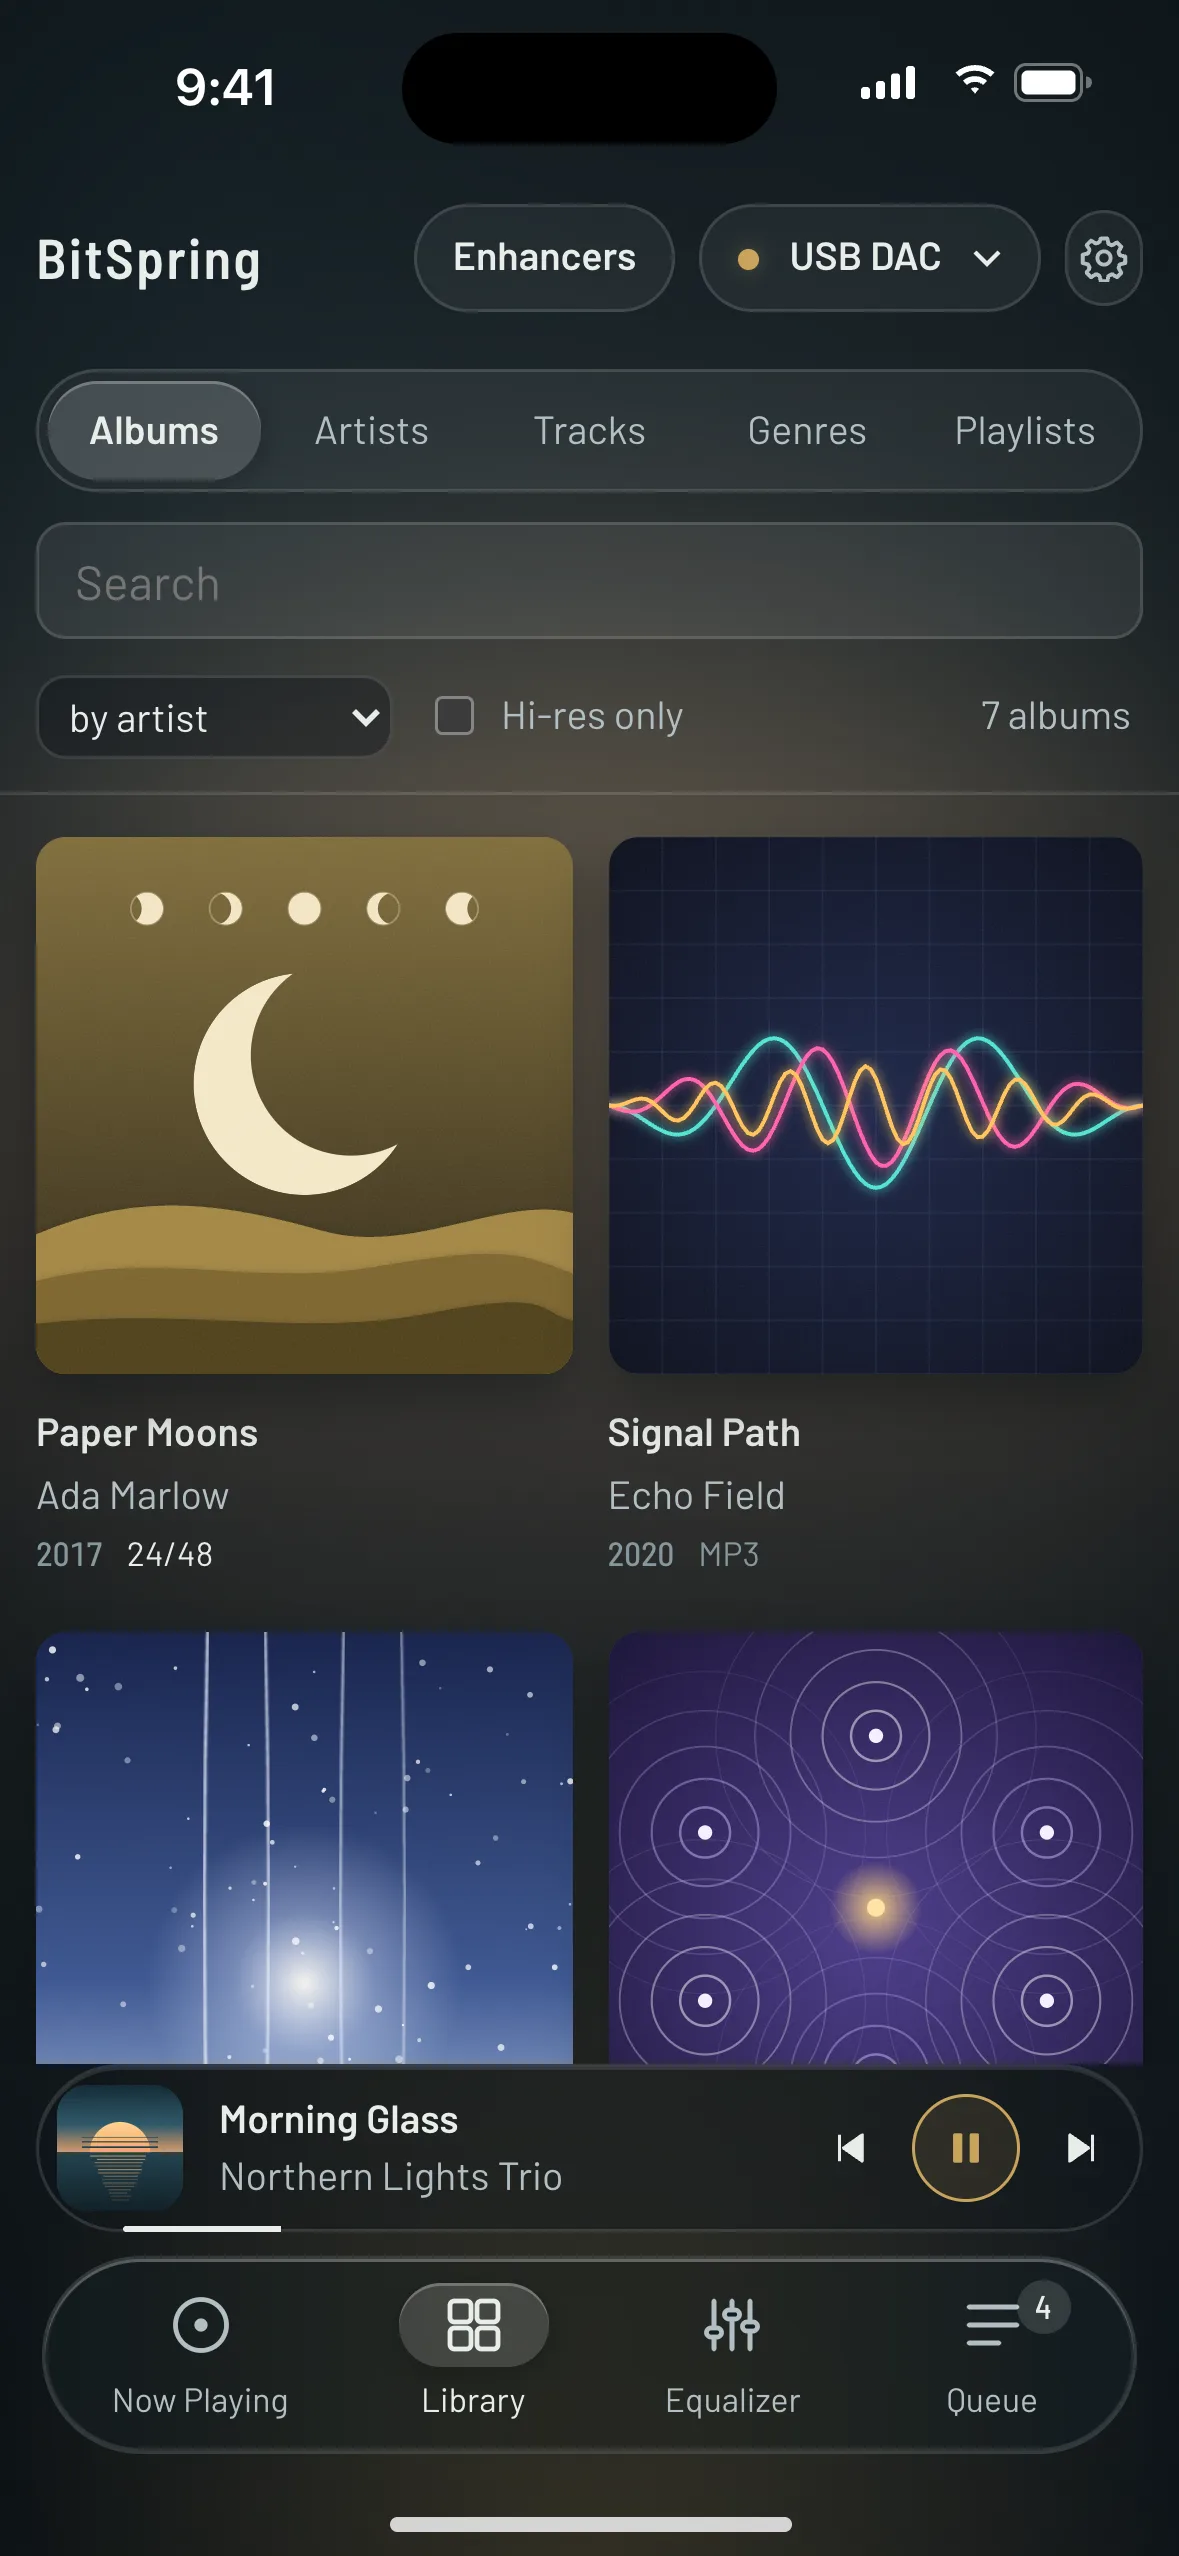 9:41
BitSpring
Enhancers
USB DAC
Albums
Artists
Tracks
Genres
Playlists
Search
by artist
Hi-res only
7 albums
Paper Moons
Ada Marlow
2017 24/48
Signal Path
Echo Field
2020 MP3
Morning Glass
Northern Lights Trio
Now Playing
Library
Equalizer
4
Queue